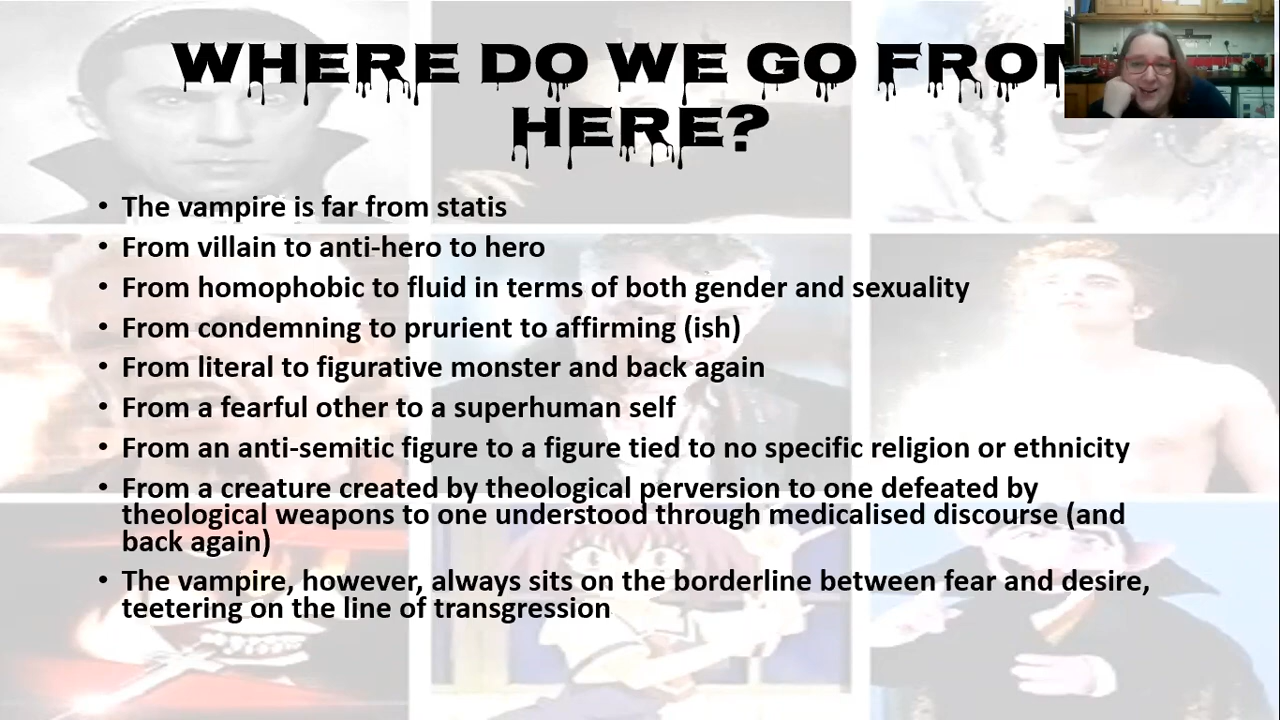 WHERE DO WE GO FROM
HERE?
• The vampire is far from statis
• From villain to anti-hero to hero
• From homophobic to fluid in terms of both gender and sexuality
• From condemning to prurient to affirming (ish)
• From literal to figurative monster and back again
• From a fearful other to a superhuman self
• From an anti-semitic figure to a figure tied to no specific religion or ethnicity
• From a creature created by theological perversion to one defeated by
theological weapons to one understood through medicalised discourse (and
back again)
• The vampire, however, always sits on the borderline between fear and desire,
teetering on the line of transgression